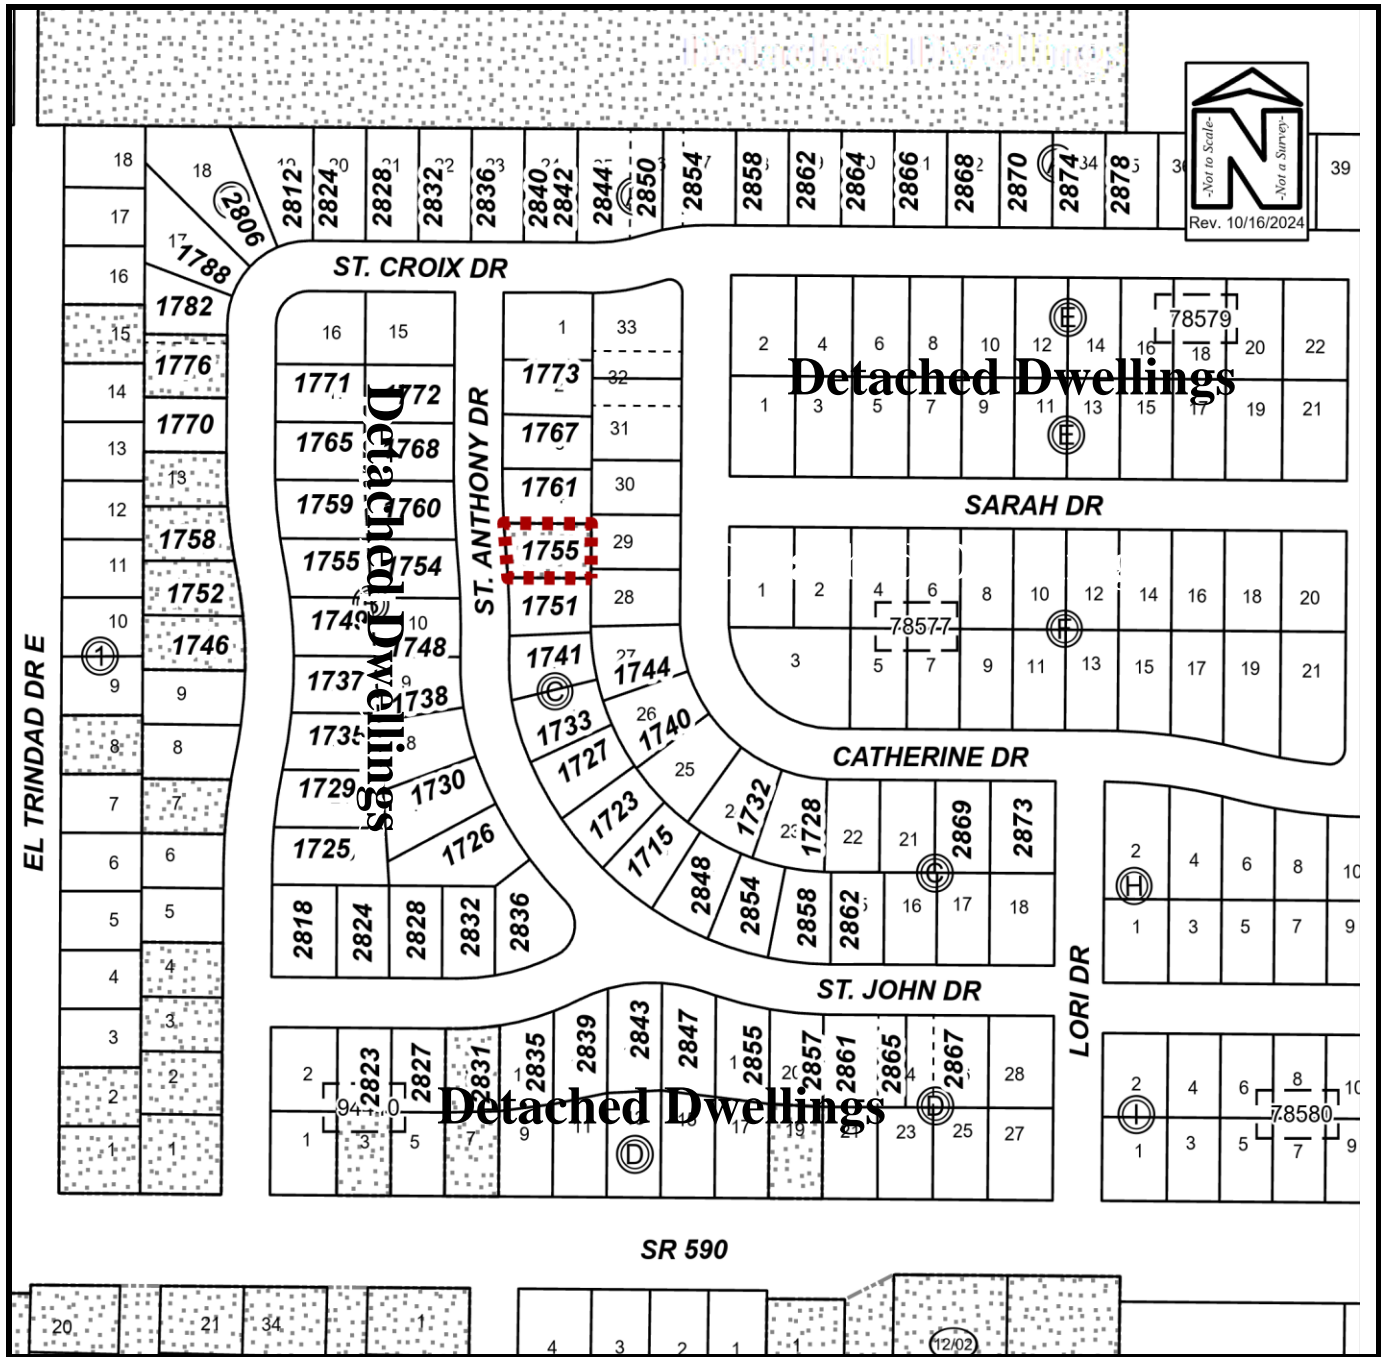 Detached Dwellings
-Not to Scale-
-Not a Survey-
N
Rev. 10/16/2024
18 18 39
2812 2824 2828 2832 2836 2840 2842 2844 2850 2854 2858 2862 2864 2866 2868 2870 2874 2878
17 2806
17 1788
16
ST. CROIX DR
1782
15
1776
14
1770
13
13
12
1758
11
1752
10
1746
1
9 9
8 8
7 7
6 6
5 5
4 4
3 3
2 2
1 1
EL TRINDAD DR E
16 15
1771 1772
1765 1768
1759 1760
1755 1754
10
1748
1737 9 1738
8
1729 1730
1725 1726
2818 2824 2828 2832 2836
Detached Dwellings
ST. ANTHONY DR
1 33
1773 32
1767 31
1761 30
1755 29
1751 28
1741 27 1744
C
1733 26 1740
1727 25
1723 1732
1715 1728 22 21 2869 2873
C
2848 2854 2858 2862 16 17 18
2 4 6 8 10 12 E 14 16 78579 18 20 22
Detached Dwellings
1 3 5 7 9 11 E 13 15 17 19 21
SARAH DR
1 2 4 6 8 10 12 14 16 18 20
78577 F
3 5 7 9 11 13 15 17 19 21
CATHERINE DR
2 4 6 8 10
H
1 3 5 7 9
LORI DR
ST. JOHN DR
2 2823 2827 2831 2835 2839 2843 2847 2855 2857 2861 2865 2867 28
Detached Dwellings
D
1 3 5 7 9 17 19 23 25 27
D
2 4 6 8 10
I 78580
1 3 5 7 9
SR 590
20 21 34 1 4 3 2 1 1 12/02